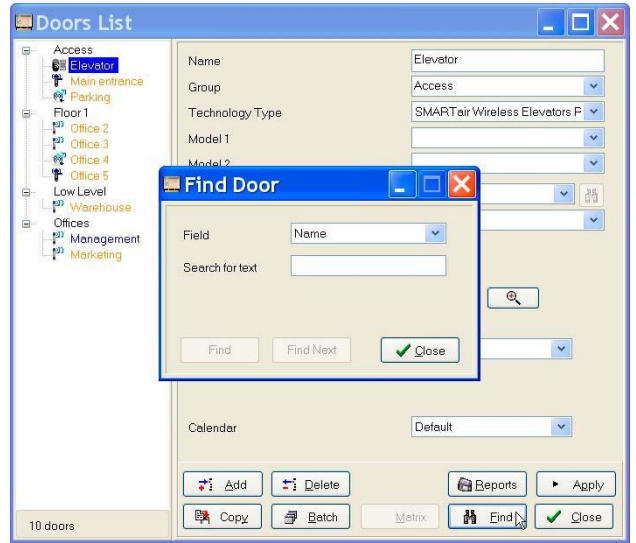 Doors List
Access
Elevator
Main entrance
Parking
Floor 1
Office 2
Office 3
Office 4
Office 5
Low Level
Warehouse
Offices
Management
Marketing
10 doors
Name Elevator
Group Access
Technology Type SMARTair Wireless Elevators P
Model 1
Model 2
Find Door
Field Name
Search for text
Find Find Next Close
Calendar Default
Add Delete Reports Apply
Copy Batch Matrix Find Close